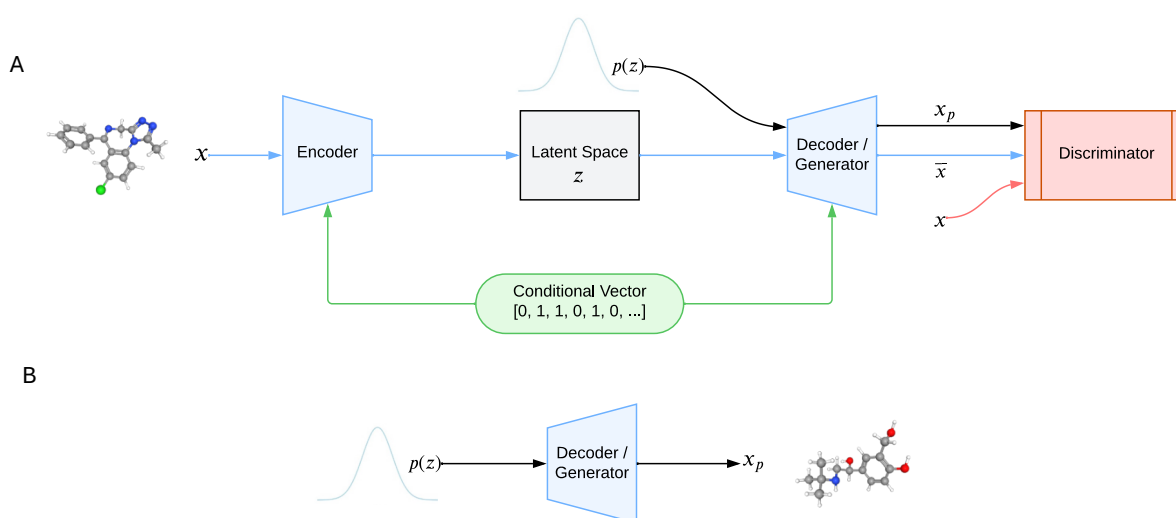 A
p(z)
x
Encoder
Latent Space
z
Decoder /
Generator
x_p
x̅
x
Discriminator
Conditional Vector
[0, 1, 1, 0, 1, 0, ...]
B
p(z)
Decoder /
Generator
x_p